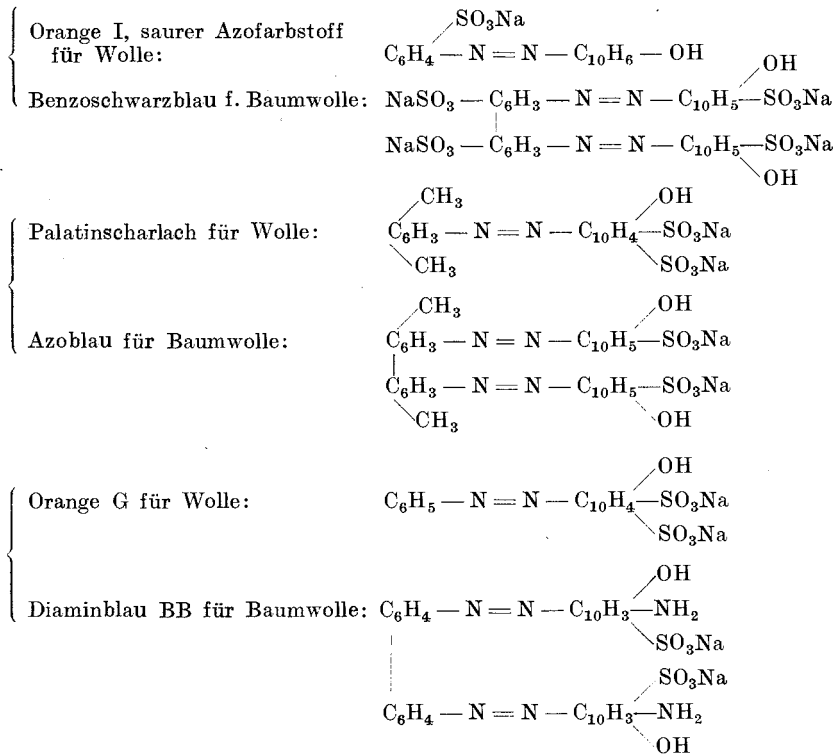 SO₃Na
Orange I, saurer Azofarbstoff
für Wolle: C₆H₄ — N = N — C₁₀H₆ — OH
OH
Benzoschwarzblau f. Baumwolle: NaSO₃ — C₆H₃ — N = N — C₁₀H₅ — SO₃Na
NaSO₃ — C₆H₃ — N = N — C₁₀H₅ — SO₃Na
OH
CH₃ OH
Palatinscharlach für Wolle: C₆H₃ — N = N — C₁₀H₄ — SO₃Na
CH₃ SO₃Na
CH₃ OH
Azoblau für Baumwolle: C₆H₃ — N = N — C₁₀H₅ — SO₃Na
C₆H₃ — N = N — C₁₀H₅ — SO₃Na
CH₃ OH
OH
Orange G für Wolle: C₆H₅ — N = N — C₁₀H₄ — SO₃Na
SO₃Na
OH
Diaminblau BB für Baumwolle: C₆H₄ — N = N — C₁₀H₃ — NH₂
SO₃Na
SO₃Na
C₆H₄ — N = N — C₁₀H₃ — NH₂
OH